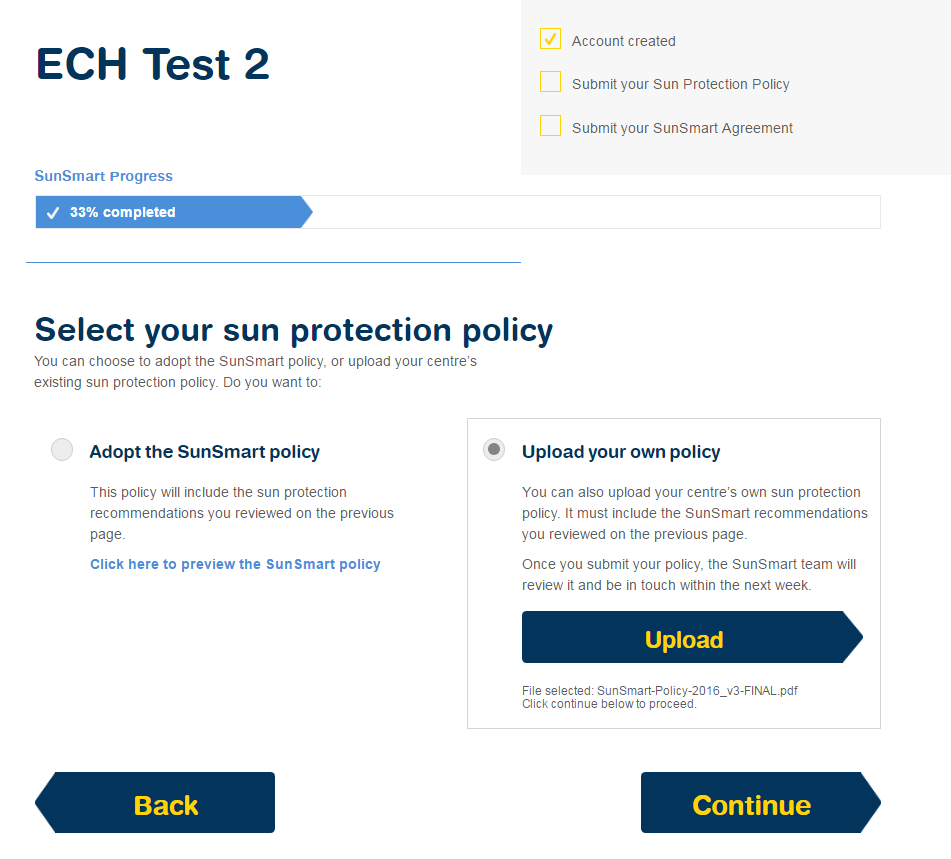 ECH Test 2
Account created
Submit your Sun Protection Policy
Submit your SunSmart Agreement
SunSmart Progress
33% completed
Select your sun protection policy
You can choose to adopt the SunSmart policy, or upload your centre's
existing sun protection policy. Do you want to:
Adopt the SunSmart policy
This policy will include the sun protection
recommendations you reviewed on the previous
page.
Click here to preview the SunSmart policy
Upload your own policy
You can also upload your centre's own sun protection
policy. It must include the SunSmart recommendations
you reviewed on the previous page.
Once you submit your policy, the SunSmart team will
review it and be in touch within the next week.
Upload
File selected: SunSmart-Policy-2016_v3-FINAL.pdf
Click continue below to proceed.
Back
Continue